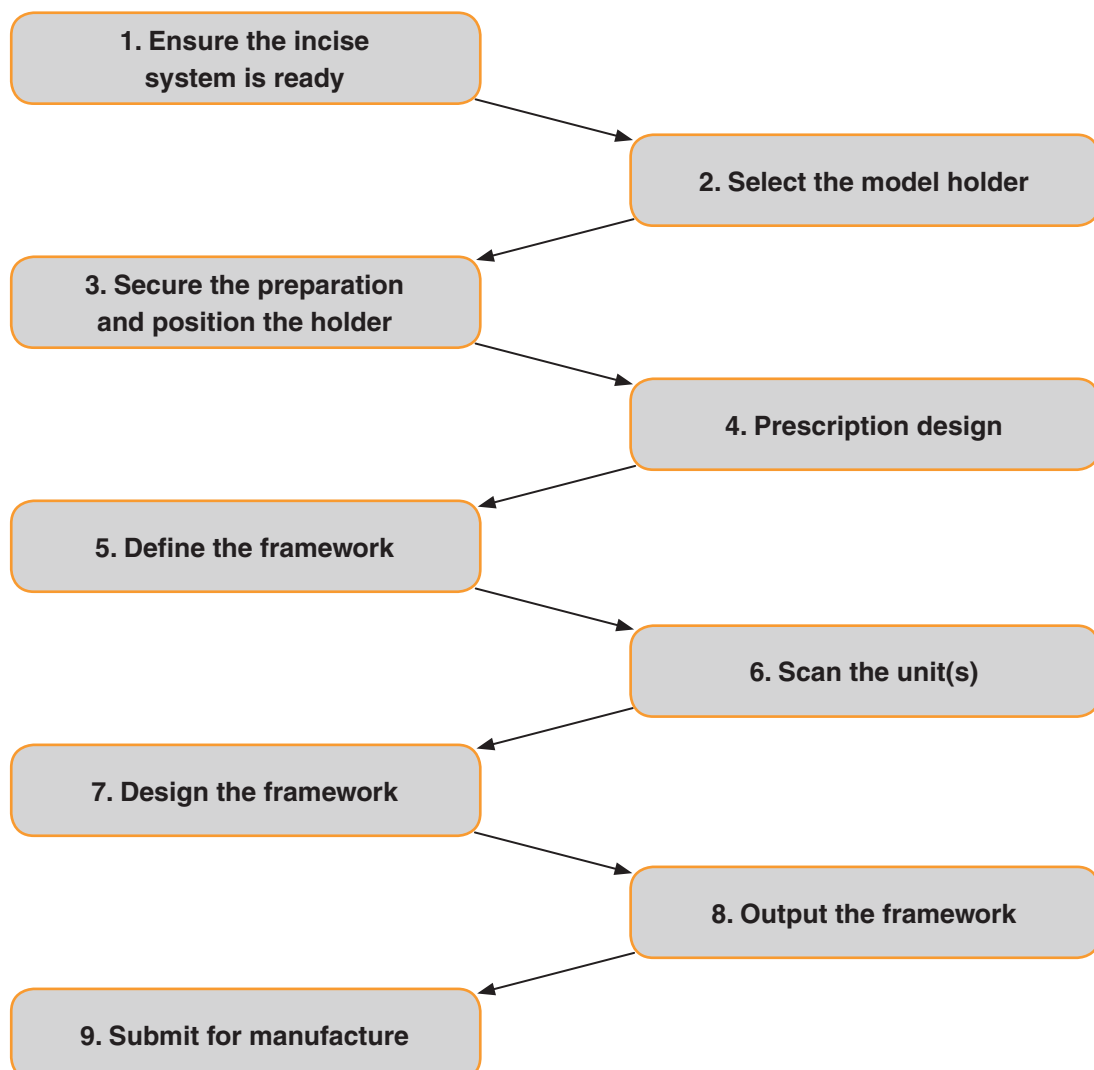 1. Ensure the incise
system is ready
2. Select the model holder
3. Secure the preparation
and position the holder
4. Prescription design
5. Define the framework
6. Scan the unit(s)
7. Design the framework
8. Output the framework
9. Submit for manufacture